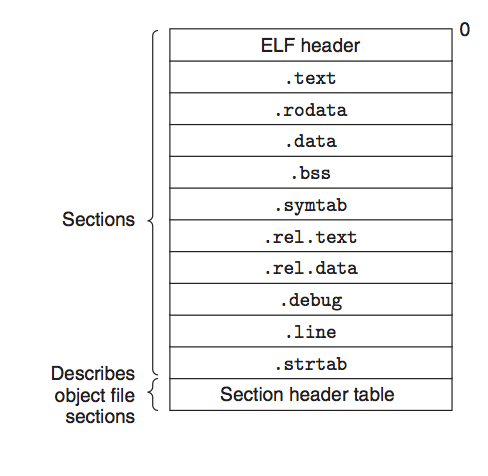 0
ELF header
.text
.rodata
.data
.bss
.symtab
Sections
.rel.text
.rel.data
.debug
.line
.strtab
Describes
object file
sections
Section header table